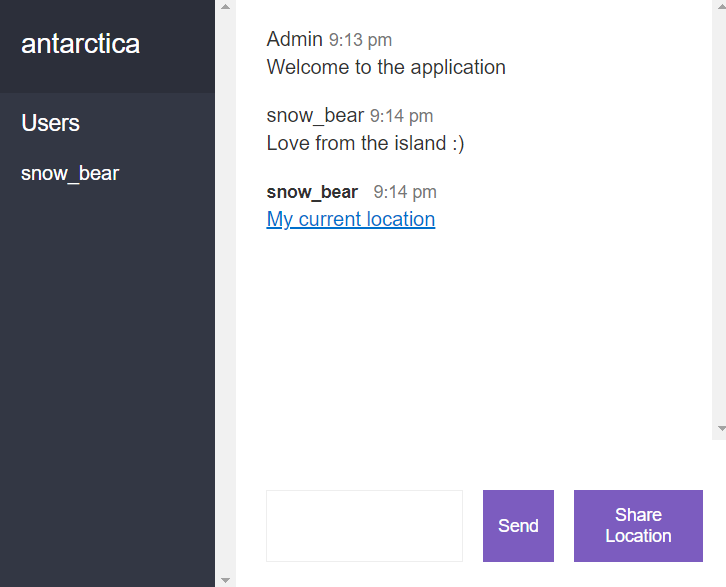 antarctica
Users
snow_bear
Admin 9:13 pm
Welcome to the application
snow_bear 9:14 pm
Love from the island :)
snow_bear 9:14 pm
My current location
Send
Share
Location